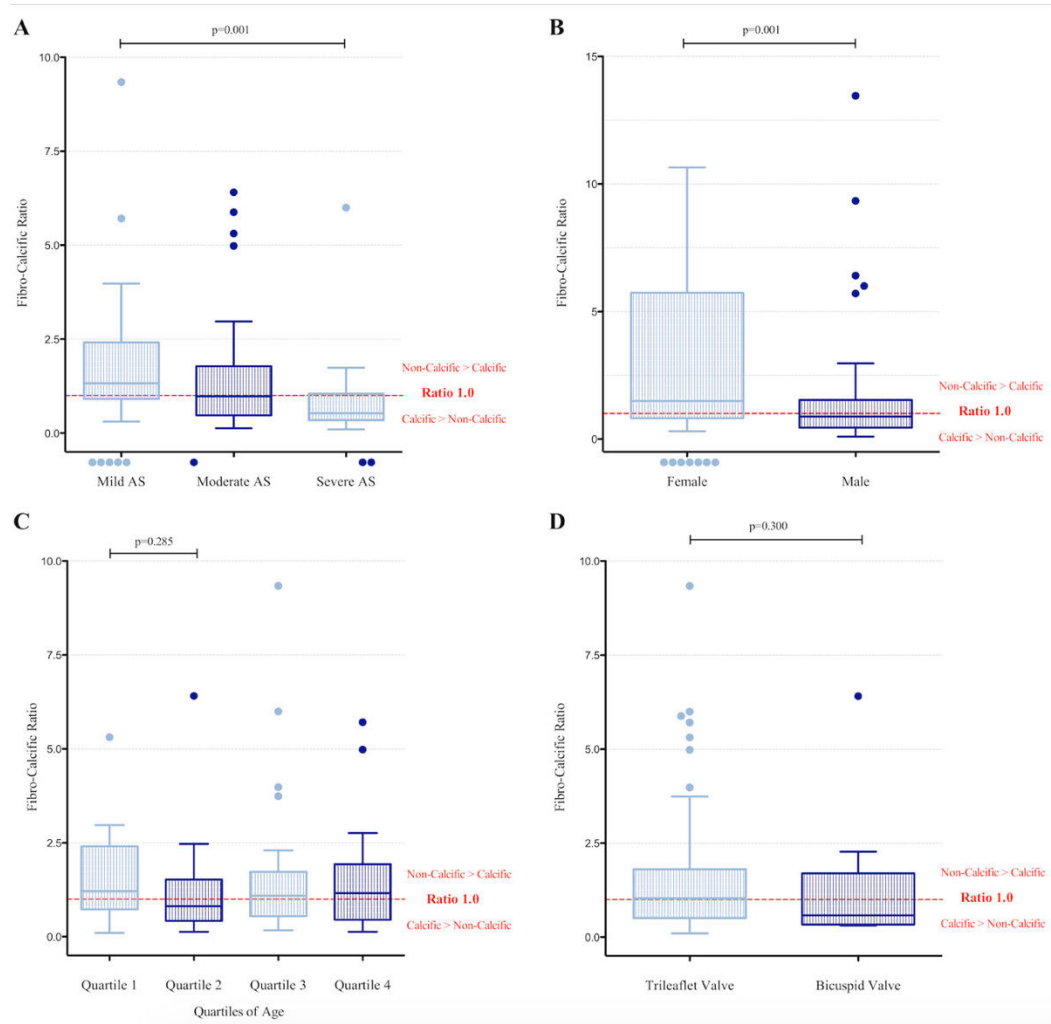 A
p=0.001
10.0
7.5
5.0
2.5
0.0
Fibro-Calcific Ratio
Non-Calcific > Calcific
Ratio 1.0
Calcific > Non-Calcific
Mild AS
Moderate AS
Severe AS
B
p=0.001
15
10
5
0
Fibro-Calcific Ratio
Non-Calcific > Calcific
Ratio 1.0
Calcific > Non-Calcific
Female
Male
C
p=0.285
10.0
7.5
5.0
2.5
0.0
Fibro-Calcific Ratio
Non-Calcific > Calcific
Ratio 1.0
Calcific > Non-Calcific
Quartile 1
Quartile 2
Quartile 3
Quartile 4
Quartiles of Age
D
p=0.300
10.0
7.5
5.0
2.5
0.0
Fibro-Calcific Ratio
Non-Calcific > Calcific
Ratio 1.0
Calcific > Non-Calcific
Trileaflet Valve
Bicuspid Valve